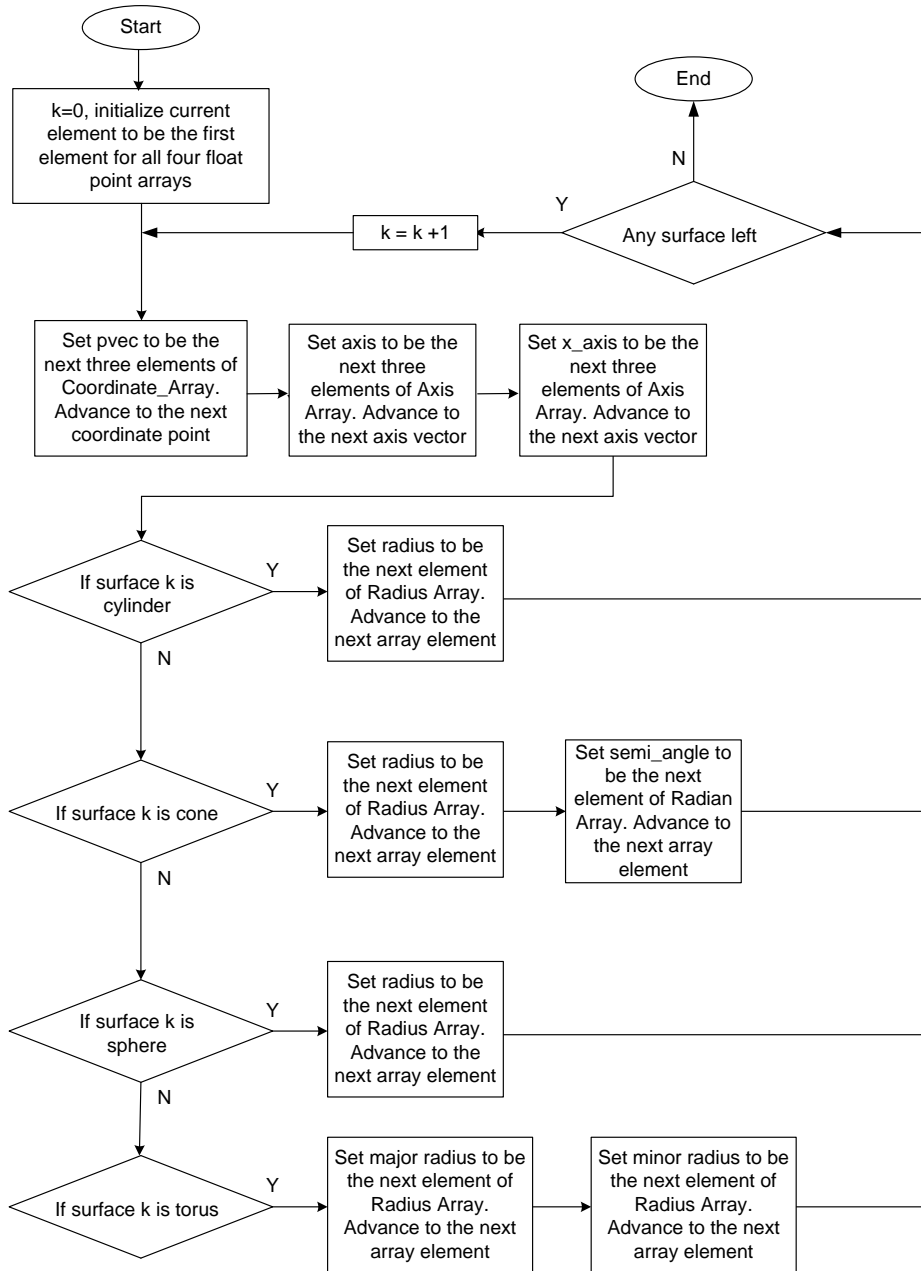 Start
k=0, initialize current
element to be the first
element for all four float
point arrays
End
N
Y
k = k +1
Any surface left
Set pvec to be the
next three elements of
Coordinate_Array.
Advance to the next
coordinate point
Set axis to be the
next three
elements of Axis
Array. Advance to
the next axis vector
Set x_axis to be the
next three
elements of Axis
Array. Advance to
the next axis vector
If surface k is
cylinder
Y
N
Set radius to be
the next element
of Radius Array.
Advance to the
next array element
If surface k is cone
Y
N
Set radius to be
the next element
of Radius Array.
Advance to the
next array element
Set semi_angle to
be the next
element of Radian
Array. Advance to
the next array
element
If surface k is
sphere
Y
N
Set radius to be
the next element
of Radius Array.
Advance to the
next array element
If surface k is torus
Y
Set major radius to be
the next element of
Radius Array.
Advance to the next
array element
Set minor radius to be
the next element of
Radius Array.
Advance to the next
array element